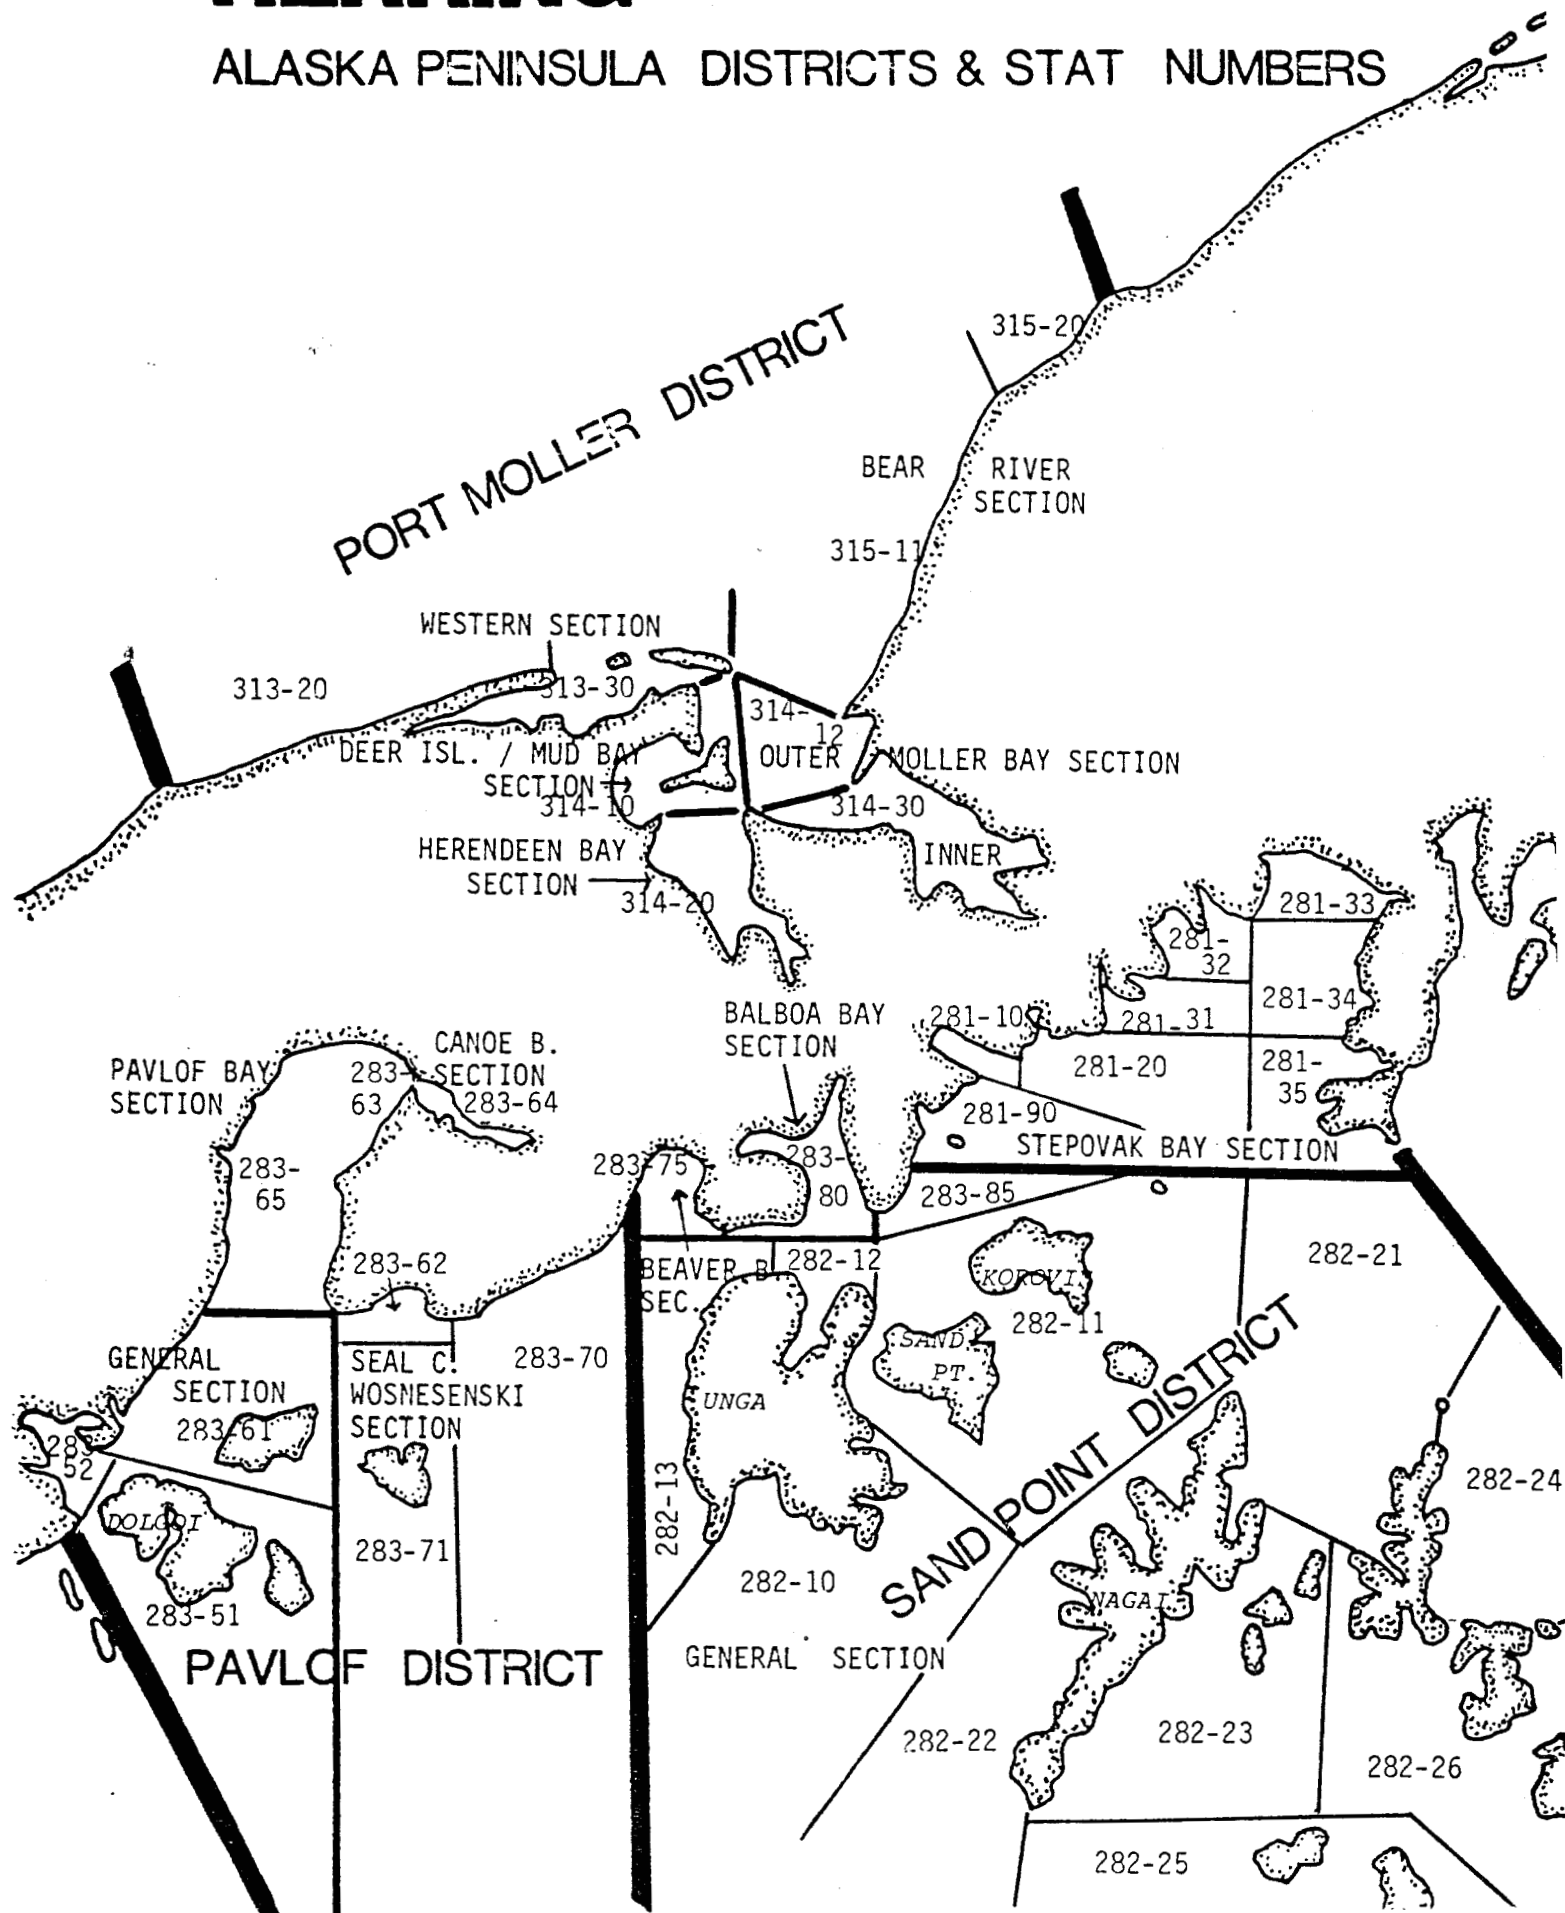 ALASKA PENINSULA DISTRICTS & STAT NUMBERS
315-20
PORT MOLLER DISTRICT
BEAR RIVER
SECTION
315-11
WESTERN SECTION
313-20
313-30
314-
12
DEER ISL. / MUD BAY
SECTION
OUTER
MOLLER BAY SECTION
314-10
314-30
HERENDEEN BAY
SECTION
INNER
314-20
281-33
281-
32
281-34
BALBOA BAY
SECTION
281-10
281-31
281-20
281-
35
281-90
STEPOVAK BAY SECTION
PAVLOF BAY
SECTION
CANOE B.
SECTION
283-
63
283-64
283-
65
283-75
283-
80
283-85
283-62
BEAVER B.
SEC.
282-12
KOROVI
282-21
282-11
SAND
PT.
GENERAL
SECTION
SEAL C.
WOSNESENSKI
SECTION
283-70
UNGA
283-61
52
DOLGOI
283-71
282-13
282-10
SAND POINT DISTRICT
282-24
NAGAI
283-51
PAVLOF DISTRICT
GENERAL SECTION
282-22
282-23
282-26
282-25